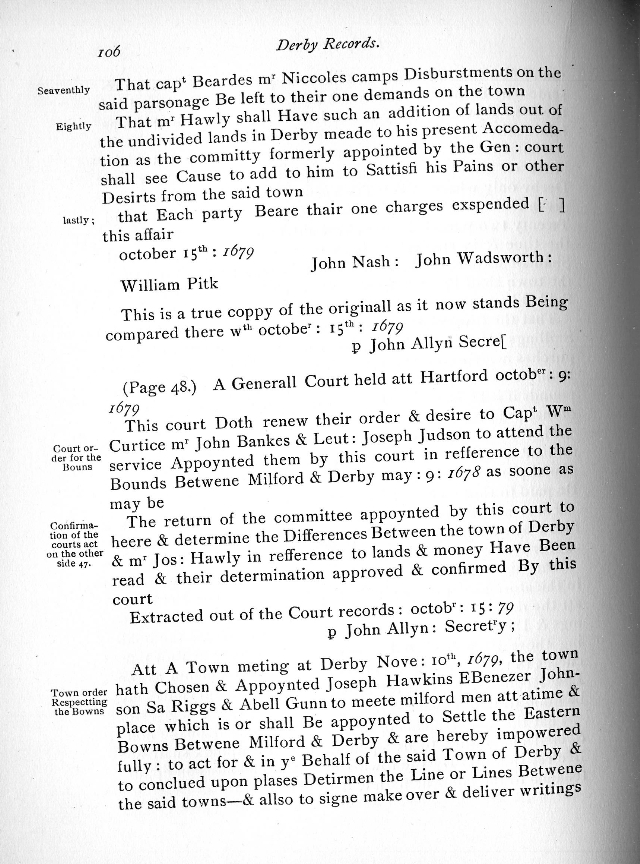 106
Derby Records.
Seaventhly
That capᵗ Beardes mʳ Niccoles camps Disburstments on the
said parsonage Be left to their one demands on the town
Eightly
That mʳ Hawly shall Have such an addition of lands out of
the undivided lands in Derby meade to his present Accomeda-
tion as the committy formerly appointed by the Gen : court
shall see Cause to add to him to Sattisfi his Pains or other
Desirts from the said town
lastly ;
that Each party Beare thair one charges exspended [ ]
this affair
october 15ᵗʰ : 1679
John Nash : John Wadsworth :
William Pitk
This is a true coppy of the originall as it now stands Being
compared there wᵗʰ octobeʳ : 15ᵗʰ : 1679
p John Allyn Secre[
(Page 48.) A Generall Court held att Hartford octobᵉʳ : 9 :
1679
This court Doth renew their order & desire to Capᵗ Wᵐ
Court or-
der for the
Bouns
Curtice mʳ John Bankes & Leut : Joseph Judson to attend the
service Appoynted them by this court in refference to the
Bounds Betwene Milford & Derby may : 9 : 1678 as soone as
may be
Confirma-
tion of the
courts act
on the other
side 47.
The return of the committee appoynted by this court to
heere & determine the Differences Between the town of Derby
& mʳ Jos : Hawly in refference to lands & money Have Been
read & their determination approved & confirmed By this
court
Extracted out of the Court records : octobʳ : 15 : 79
p John Allyn : Secretʳy ;
Att A Town meting at Derby Nove : 10ᵗʰ, 1679, the town
Town order
Respectting
the Bowns
hath Chosen & Appoynted Joseph Hawkins EBenezer John-
son Sa Riggs & Abell Gunn to meete milford men att atime &
place which is or shall Be appoynted to Settle the Eastern
Bowns Betwene Milford & Derby & are hereby impowered
fully : to act for & in yᵉ Behalf of the said Town of Derby &
to conclued upon plases Detirmen the Line or Lines Betwene
the said towns—& allso to signe make over & deliver writings